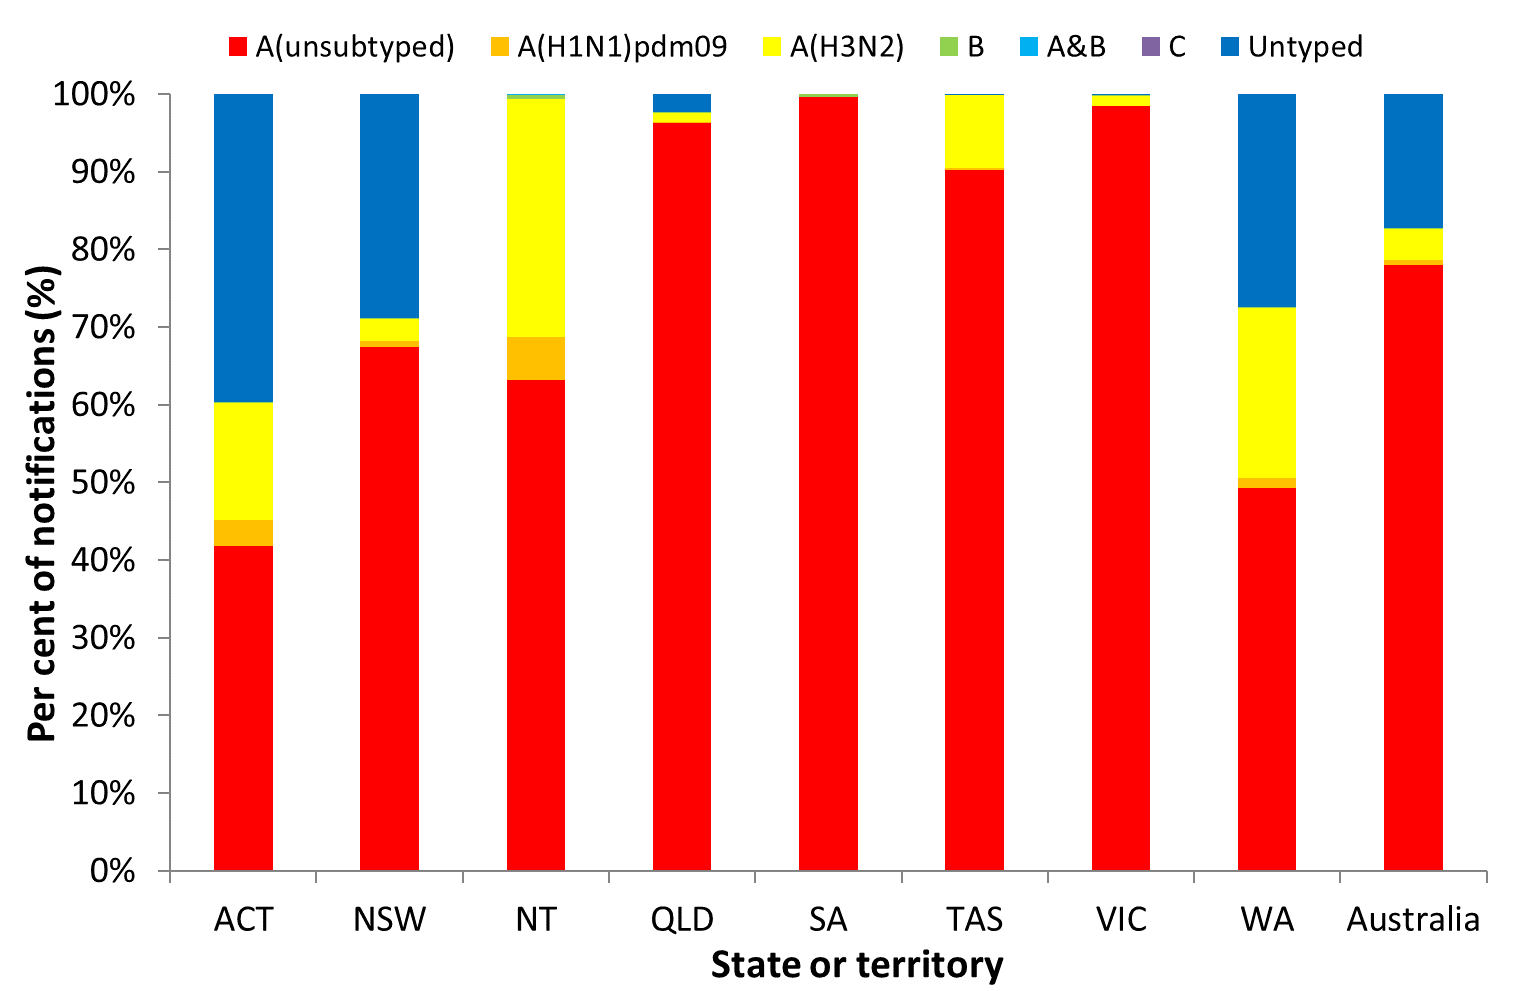 A(unsubtyped) A(H1N1)pdm09 A(H3N2) B A&B C Untyped
100%
90%
80%
70%
60%
50%
40%
30%
20%
10%
0%
Per cent of notifications (%)
ACT NSW NT QLD SA TAS VIC WA Australia
State or territory